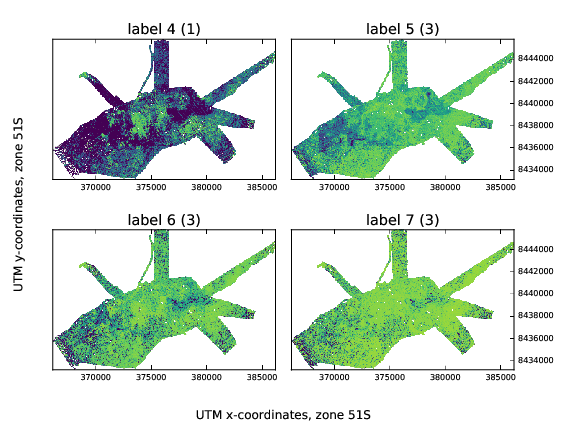 label 4 (1)
label 5 (3)
8444000
8442000
8440000
8438000
8436000
8434000
370000 375000 380000 385000
370000 375000 380000 385000
UTM y-coordinates, zone 51S
label 6 (3)
label 7 (3)
8444000
8442000
8440000
8438000
8436000
8434000
370000 375000 380000 385000
370000 375000 380000 385000
UTM x-coordinates, zone 51S